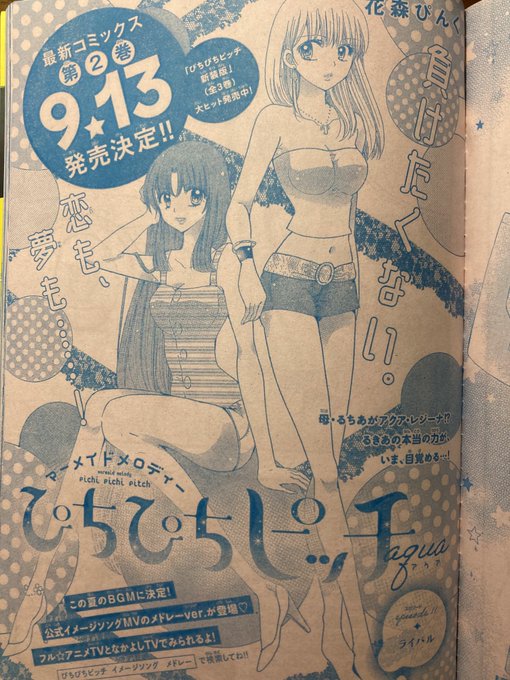 花森ぴんく
最新コミックス
第2巻
9☆13
発売決定!!
「ぴちぴちピッチ
新装版」
(全3巻)
大ヒット発売中!
負けたくない。
恋も、
夢も…!
母・るちあがアクア・レジーナ!?
るきあの本当の力が、
いま、目覚める…!
マーメイドメロディー
mermaid melody
pichi pichi pitch
ぴちぴちピッチ
aqua
アクア
ライバル
この夏のBGMに決定!
公式イメージソングMVのメドレーver.が登場♡
フル☆アニメTVとなかよしTVでみられるよ!
ぴちぴちピッチ イメージソング メドレー で検索してね!!